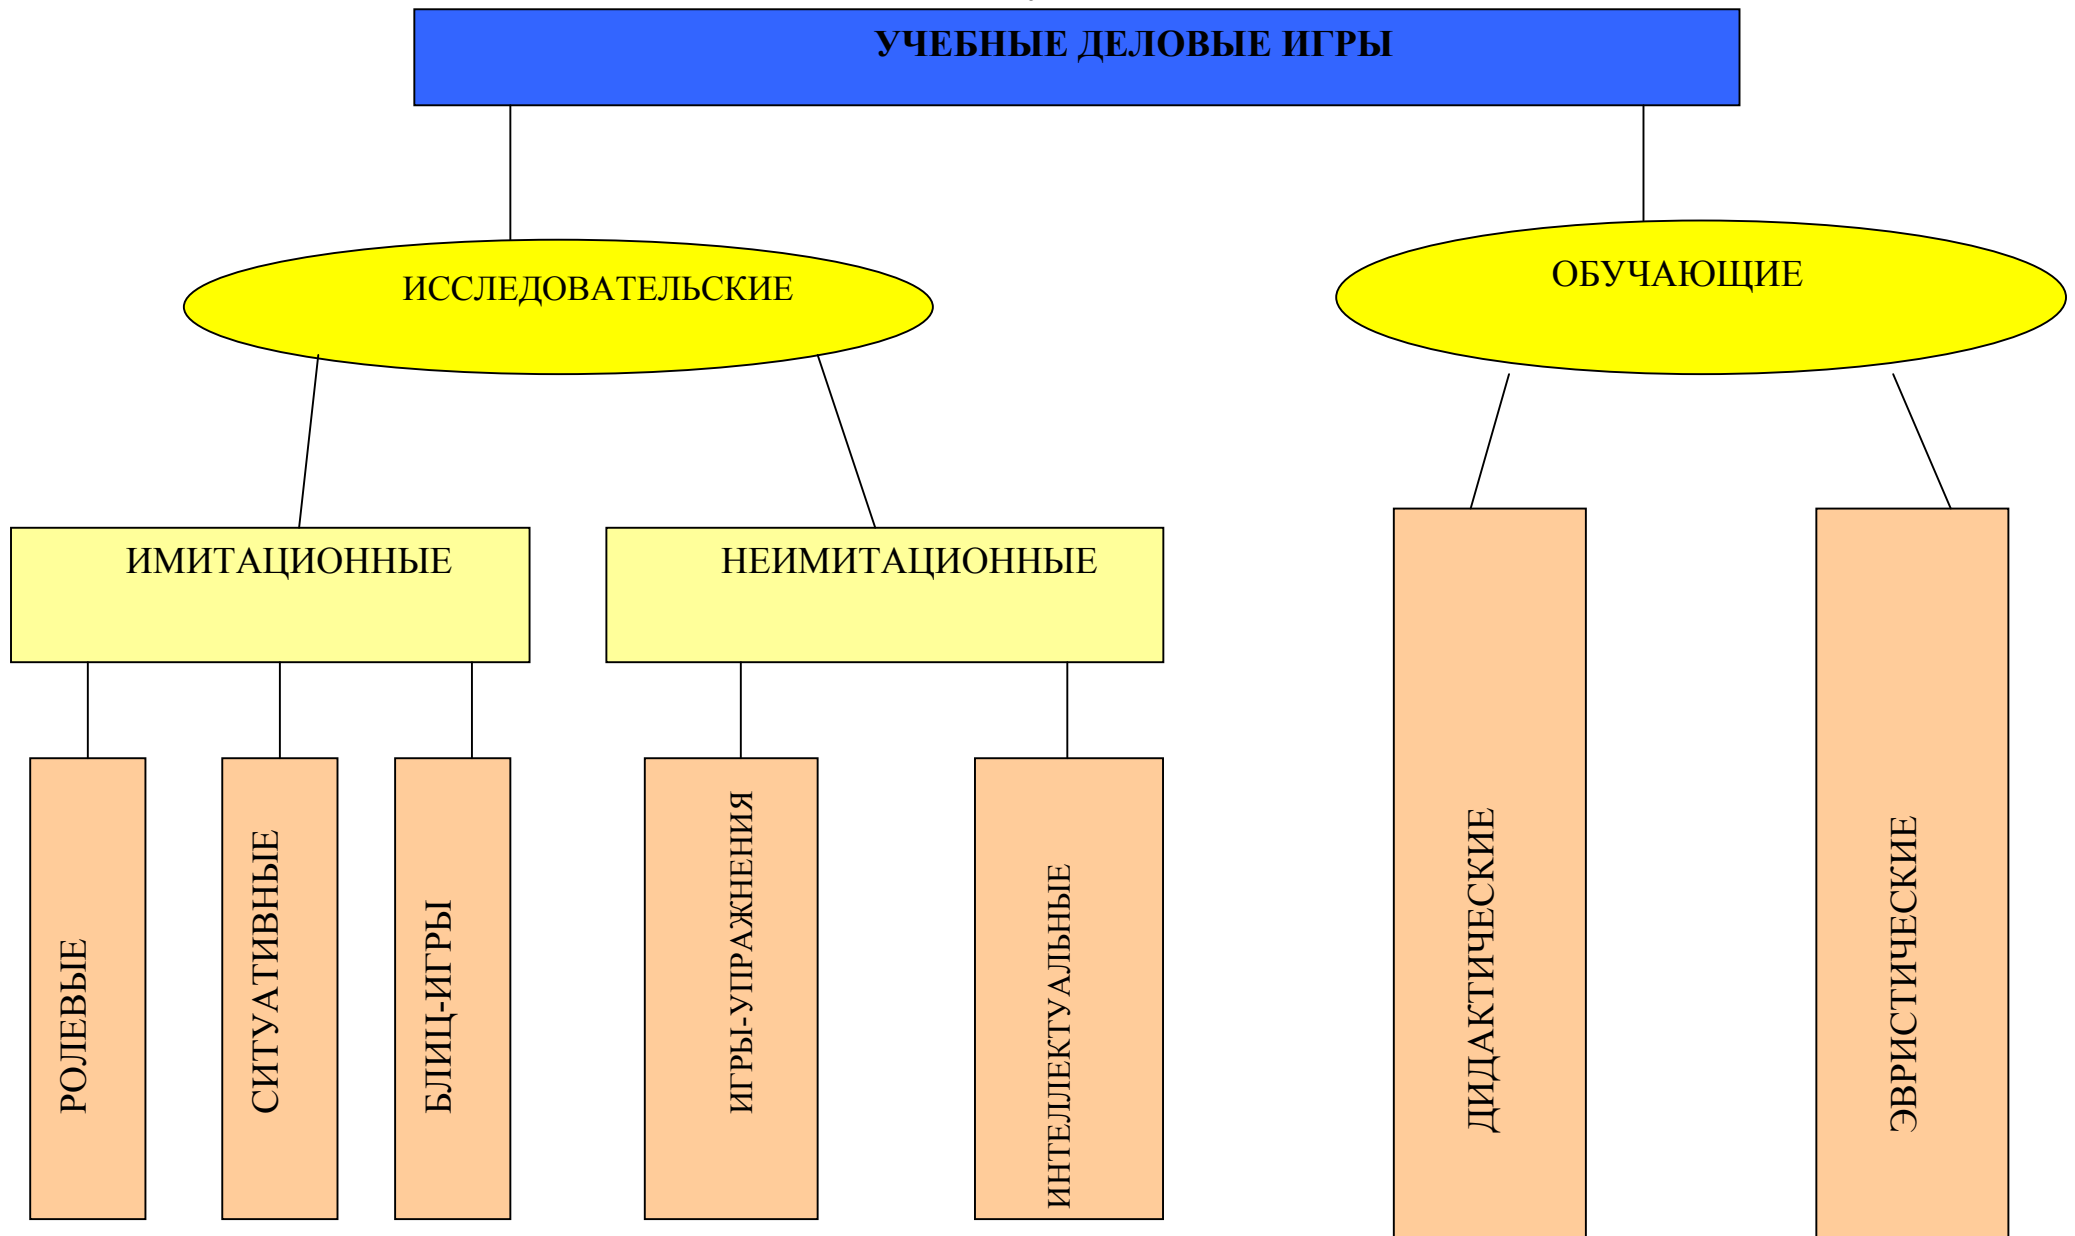 УЧЕБНЫЕ ДЕЛОВЫЕ ИГРЫ
ИССЛЕДОВАТЕЛЬСКИЕ
ОБУЧАЮЩИЕ
ИМИТАЦИОННЫЕ
НЕИМИТАЦИОННЫЕ
РОЛЕВЫЕ
СИТУАТИВНЫЕ
БЛИЦ-ИГРЫ
ИГРЫ-УПРАЖНЕНИЯ
ИНТЕЛЛЕКТУАЛЬНЫЕ
ДИДАКТИЧЕСКИЕ
ЭВРИСТИЧЕСКИЕ